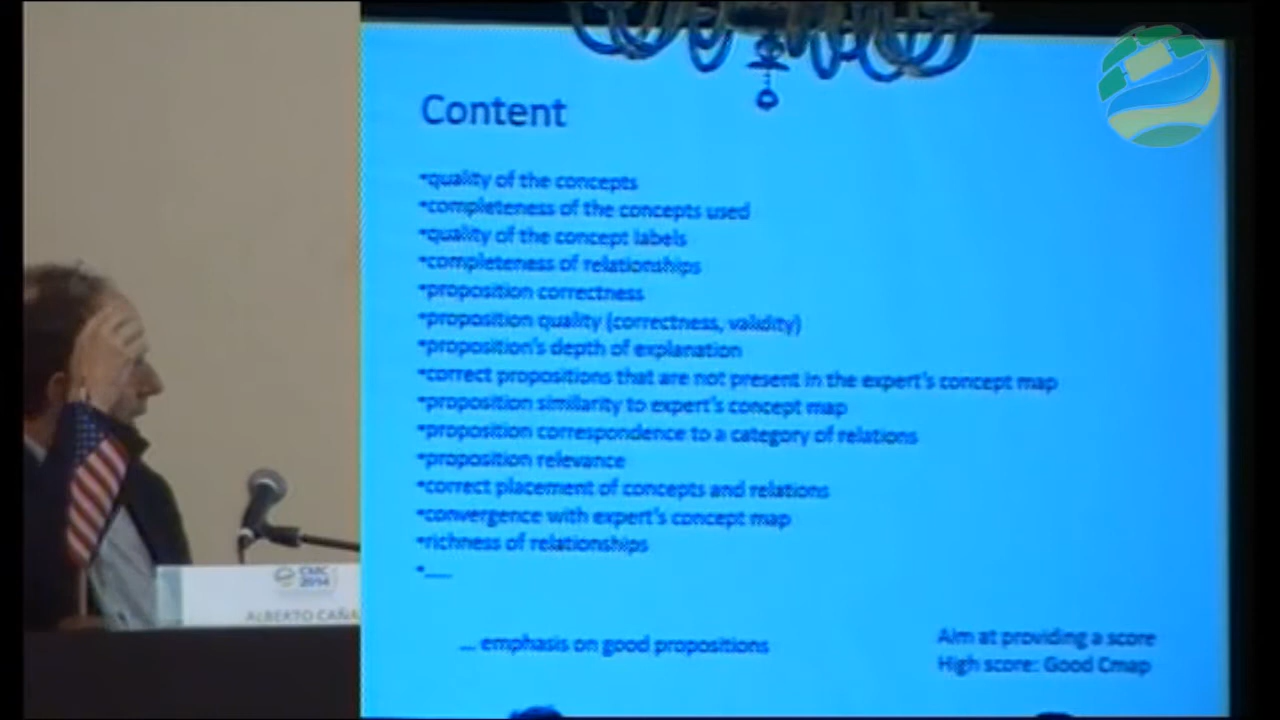 Content
•quality of the concepts
•completeness of the concepts used
•quality of the concept labels
•completeness of relationships
•proposition correctness
•proposition quality (correctness, validity)
•proposition's depth of explanation
•correct propositions that are not present in the expert's concept map
•proposition similarity to expert's concept map
•proposition correspondence to a category of relations
•proposition relevance
•correct placement of concepts and relations
•convergence with expert's concept map
•richness of relationships
•.....
... emphasis on good propositions
Aim at providing a score
High score: Good Cmap
CMC
2014
ALBERTO CAÑA